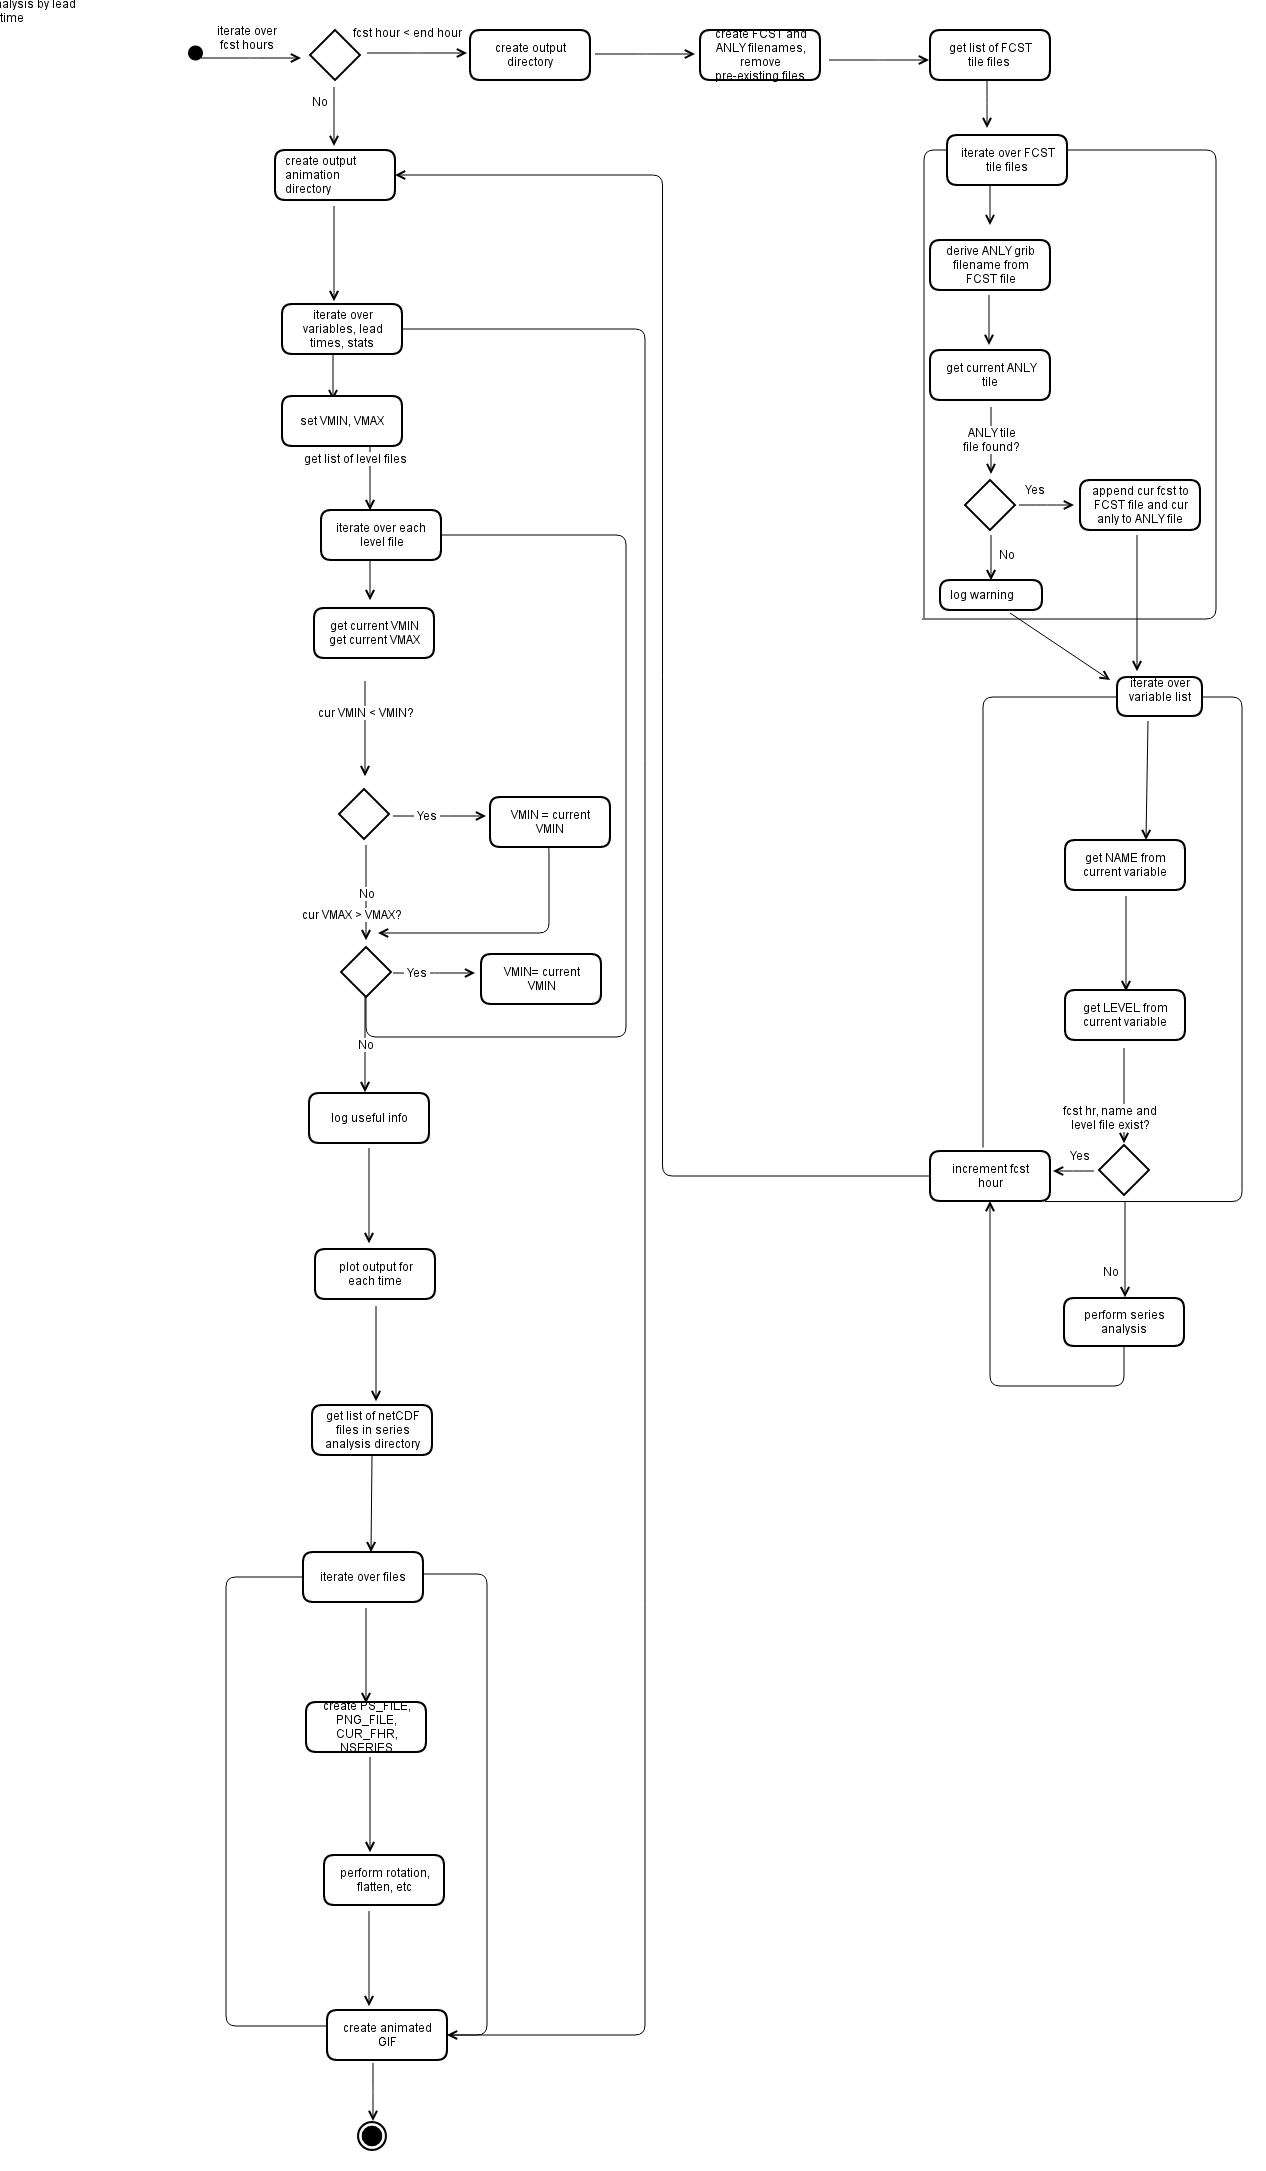 nalysis by lead
time
iterate over
fcst hours
fcst hour < end hour
create output
directory
create FCST and
ANLY filenames,
remove
pre-existing files
get list of FCST
tile files
No
create output
animation
directory
iterate over FCST
tile files
derive ANLY grib
filename from
FCST file
get current ANLY
tile
ANLY tile
file found?
Yes
append cur fcst to
FCST file and cur
anly to ANLY file
No
log warning
iterate over
variable list
get NAME from
current variable
get LEVEL from
current variable
fcst hr, name and
level file exist?
Yes
increment fcst
hour
No
perform series
analysis
iterate over
variables, lead
times, stats
set VMIN, VMAX
get list of level files
iterate over each
level file
get current VMIN
get current VMAX
cur VMIN < VMIN?
Yes
VMIN = current
VMIN
No
cur VMAX > VMAX?
Yes
VMIN= current
VMIN
No
log useful info
plot output for
each time
get list of netCDF
files in series
analysis directory
iterate over files
create PS_FILE,
PNG_FILE,
CUR_FHR,
NSERIES
perform rotation,
flatten, etc
create animated
GIF